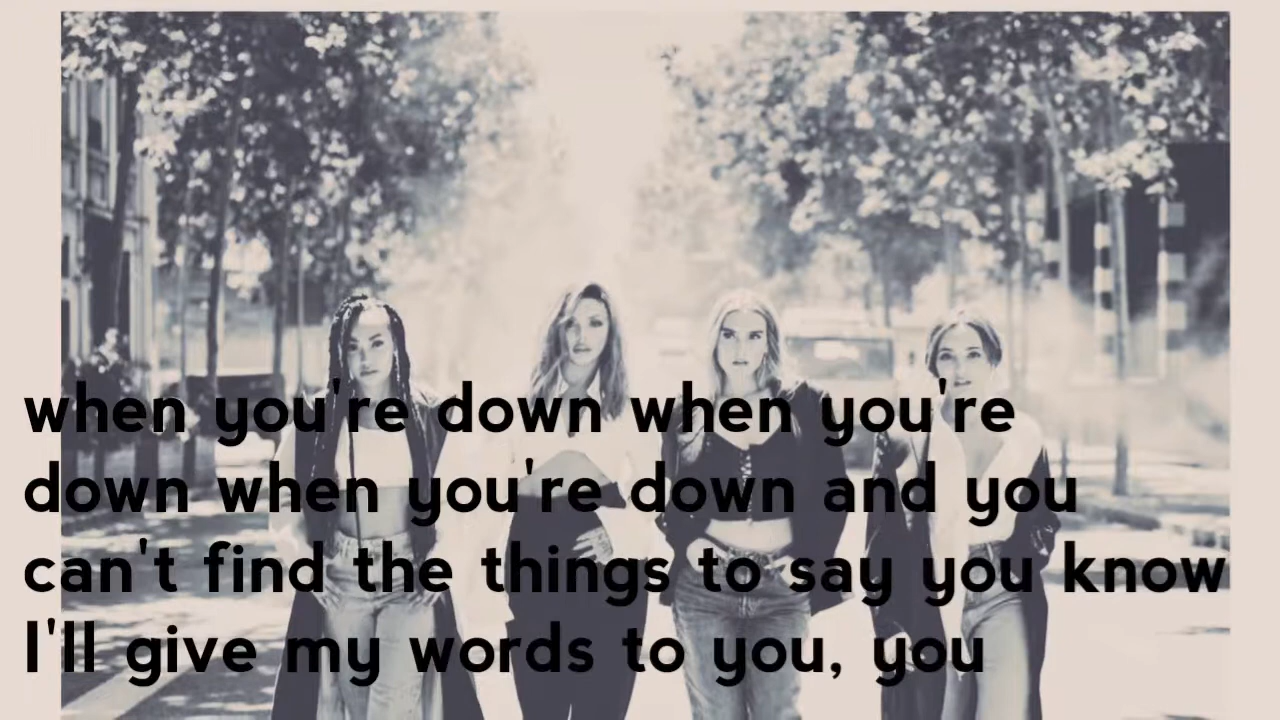 when you're down when you're
down when you're down and you
can't find the things to say you know
I'll give my words to you, you